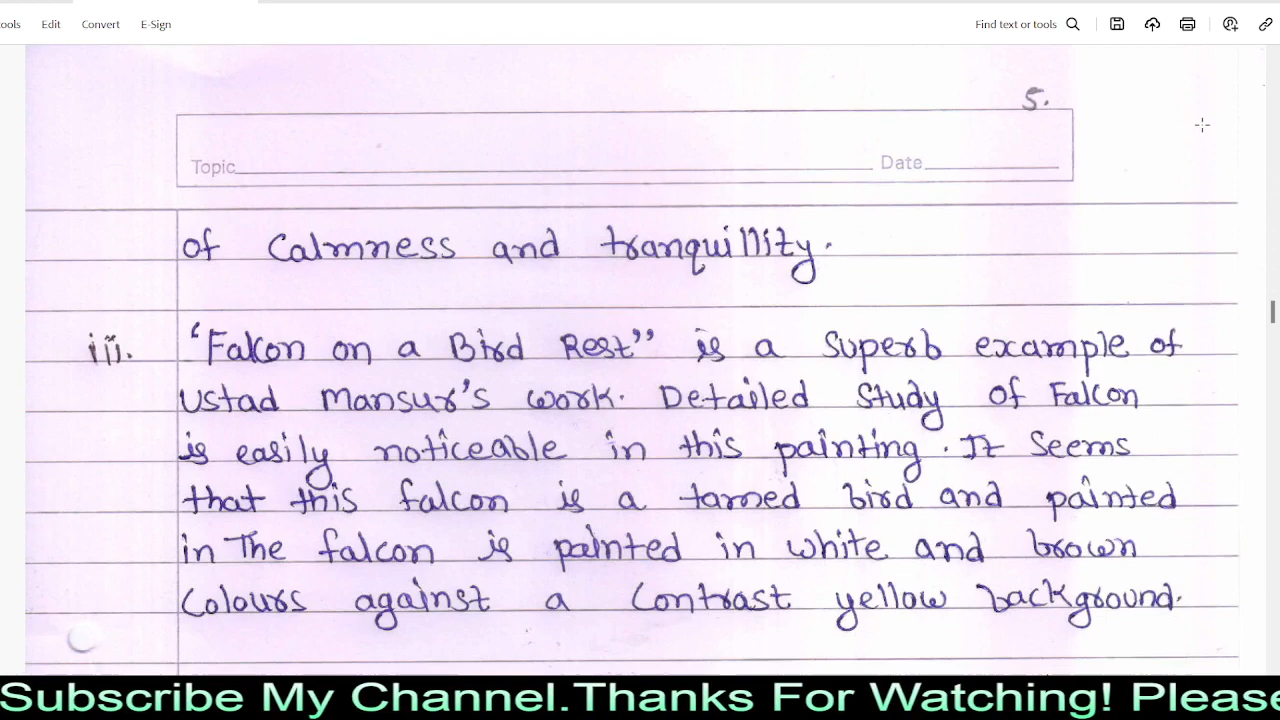 ools Edit Convert E-Sign Find text or tools
5.
Topic Date
of Calmness and tranquillity.
iii. "Falcon on a Bird Rest" is a Superb example of
Ustad Mansur's work. Detailed Study of Falcon
is easily noticeable in this painting. It Seems
that this falcon is a tamed bird and painted
in The falcon is painted in white and brown
Colours against a Contrast yellow background.
Subscribe My Channel.Thanks For Watching! Please